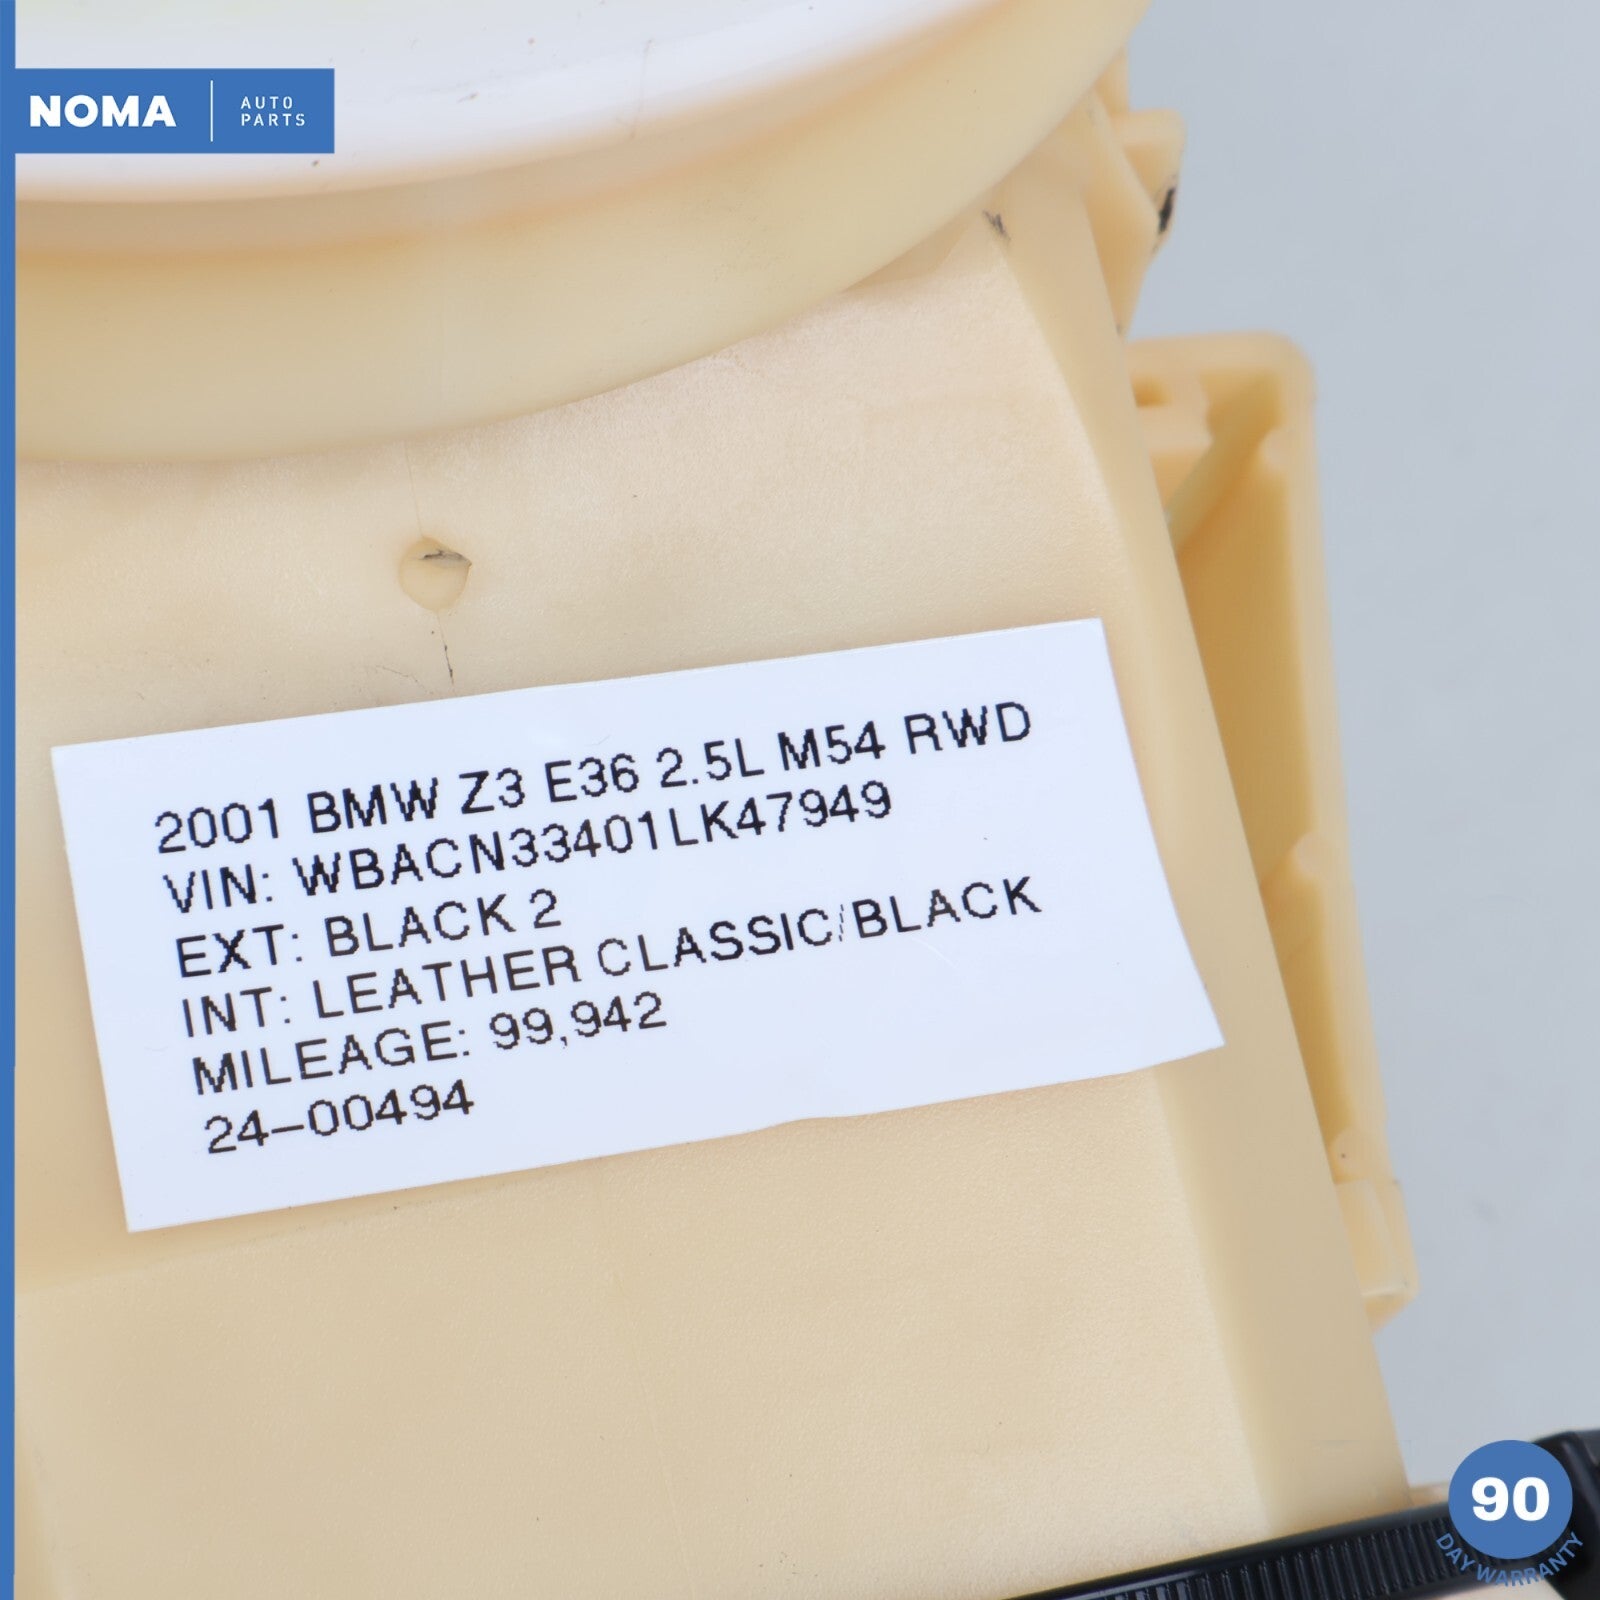 NOMA
AUTO
PARTS
2001 BMW Z3 E36 2.5L M54 RWD
VIN: WBACN33401LK47949
EXT: BLACK 2
INT: LEATHER CLASSIC/BLACK
MILEAGE: 99,942
24-00494
90
DAY WARRANTY